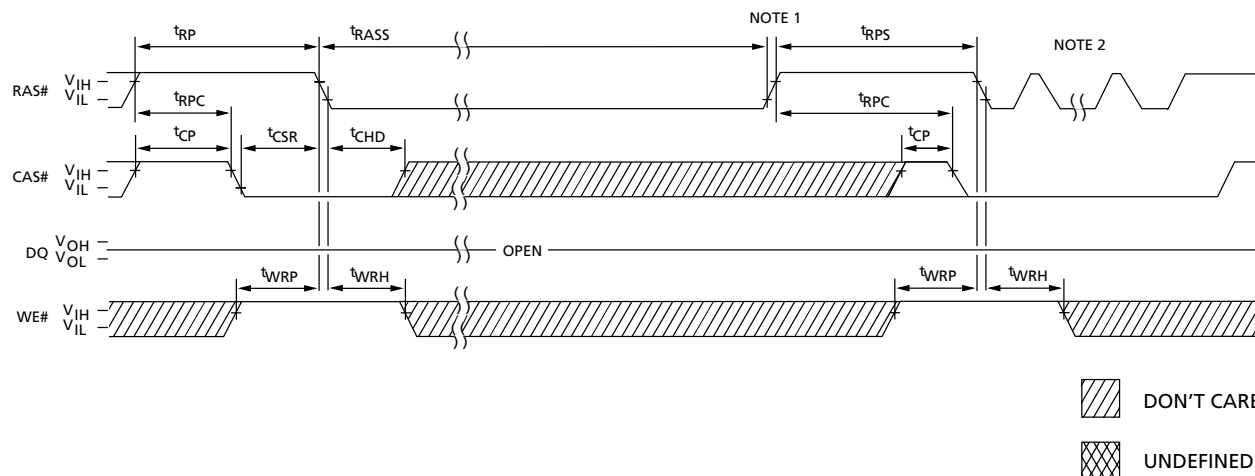 NOTE 1
tRP
tRASS
tRPS
NOTE 2
RAS#
VIH
VIL
tRPC
tRPC
tCP
tCSR
tCHD
tCP
CAS#
VIH
VIL
DQ
VOH
VOL
OPEN
tWRP
tWRH
tWRP
tWRH
WE#
VIH
VIL
DON'T CARE
UNDEFINED